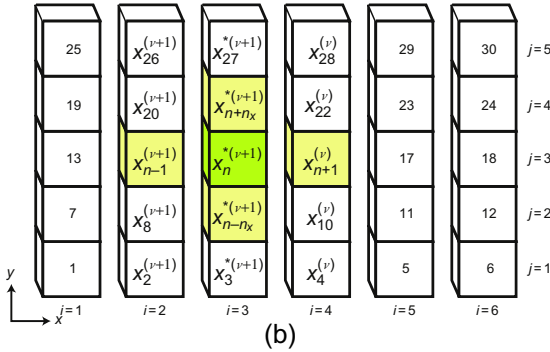 25 x_{26}^{(ν+1)} x_{27}^{*(ν+1)} x_{28}^{(ν)} 29 30 j=5
19 x_{20}^{(ν+1)} x_{n+n_x}^{*(ν+1)} x_{22}^{(ν)} 23 24 j=4
13 x_{n–1}^{(ν+1)} x_n^{*(ν+1)} x_{n+1}^{(ν)} 17 18 j=3
7 x_8^{(ν+1)} x_{n–n_x}^{*(ν+1)} x_{10}^{(ν)} 11 12 j=2
1 x_2^{(ν+1)} x_3^{*(ν+1)} x_4^{(ν)} 5 6 j=1
y
x
i=1 i=2 i=3 i=4 i=5 i=6
(b)